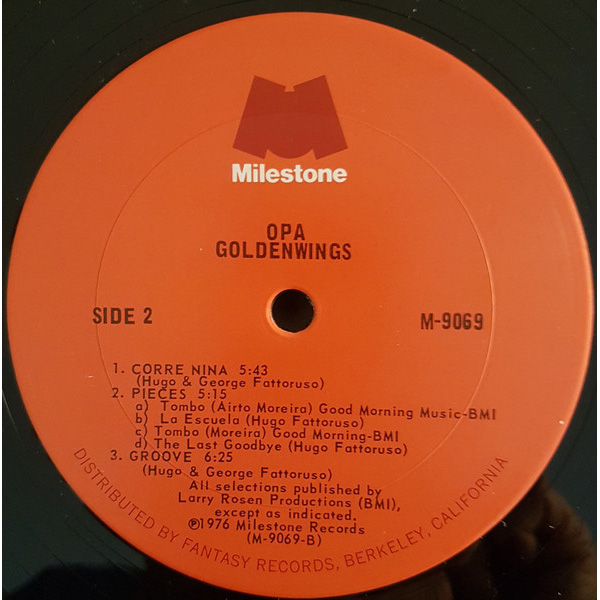 Milestone
OPA
GOLDENWINGS
SIDE 2
M-9069
1. CORRE NINA 5:43
(Hugo & George Fattoruso)
2. PIECES 5:15
a) Tombo (Airto Moreira) Good Morning Music-BMI
b) La Escuela (Hugo Fattoruso)
c) Tombo (Moreira) Good Morning-BMI
d) The Last Goodbye (Hugo Fattoruso)
3. GROOVE 6:25
(Hugo & George Fattoruso)
All selections published by
Larry Rosen Productions (BMI),
except as indicated.
℗1976 Milestone Records
(M-9069-B)
DISTRIBUTED BY FANTASY RECORDS, BERKELEY, CALIFORNIA